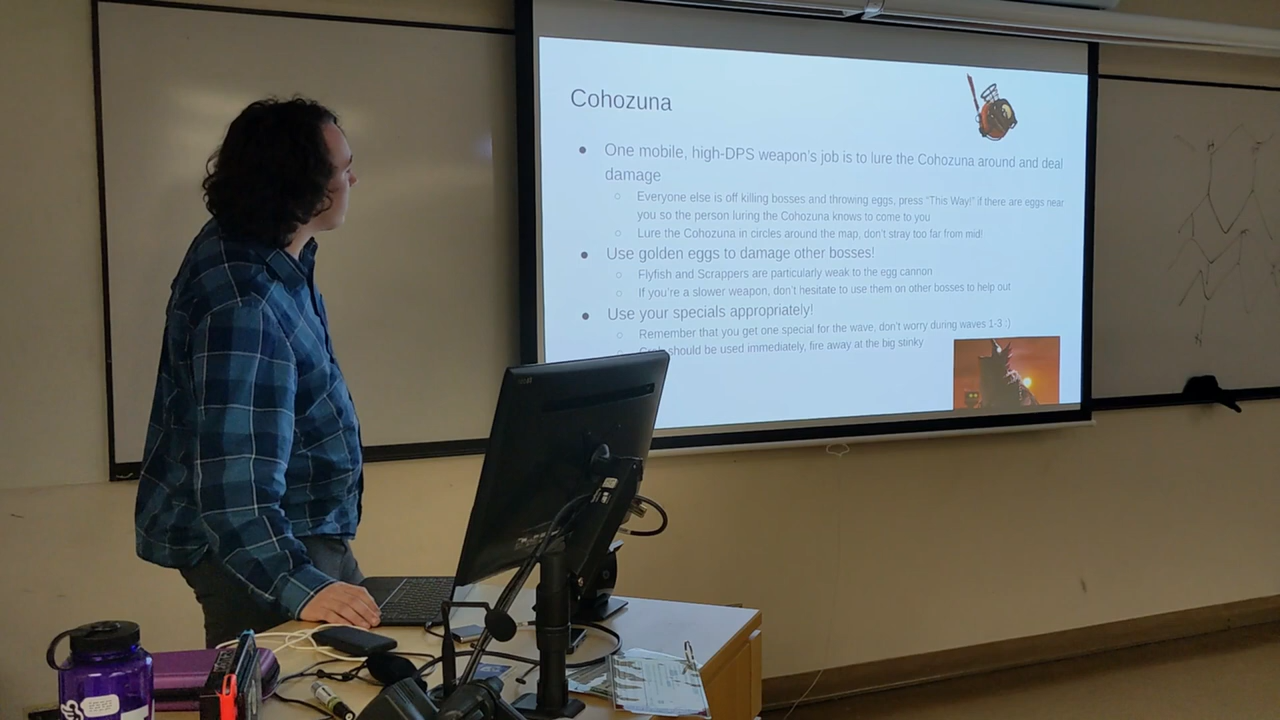 Cohozuna
One mobile, high-DPS weapon's job is to lure the Cohozuna around and deal
damage
Everyone else is off killing bosses and throwing eggs, press "This Way!" if there are eggs near
you so the person luring the Cohozuna knows to come to you
Lure the Cohozuna in circles around the map, don't stray too far from mid!
Use golden eggs to damage other bosses!
Flyfish and Scrappers are particularly weak to the egg cannon
If you're a slower weapon, don't hesitate to use them on other bosses to help out
Use your specials appropriately!
Remember that you get one special for the wave, don't worry during waves 1-3 :)
should be used immediately, fire away at the big stinky